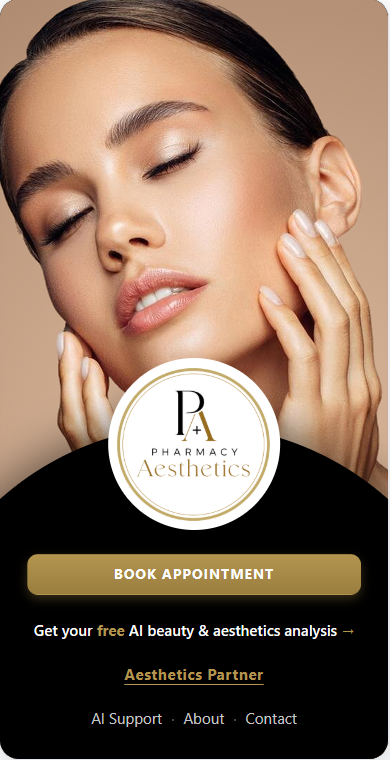 PA+
PHARMACY
Aesthetics
BOOK APPOINTMENT
Get your free AI beauty & aesthetics analysis →
Aesthetics Partner
AI Support · About · Contact